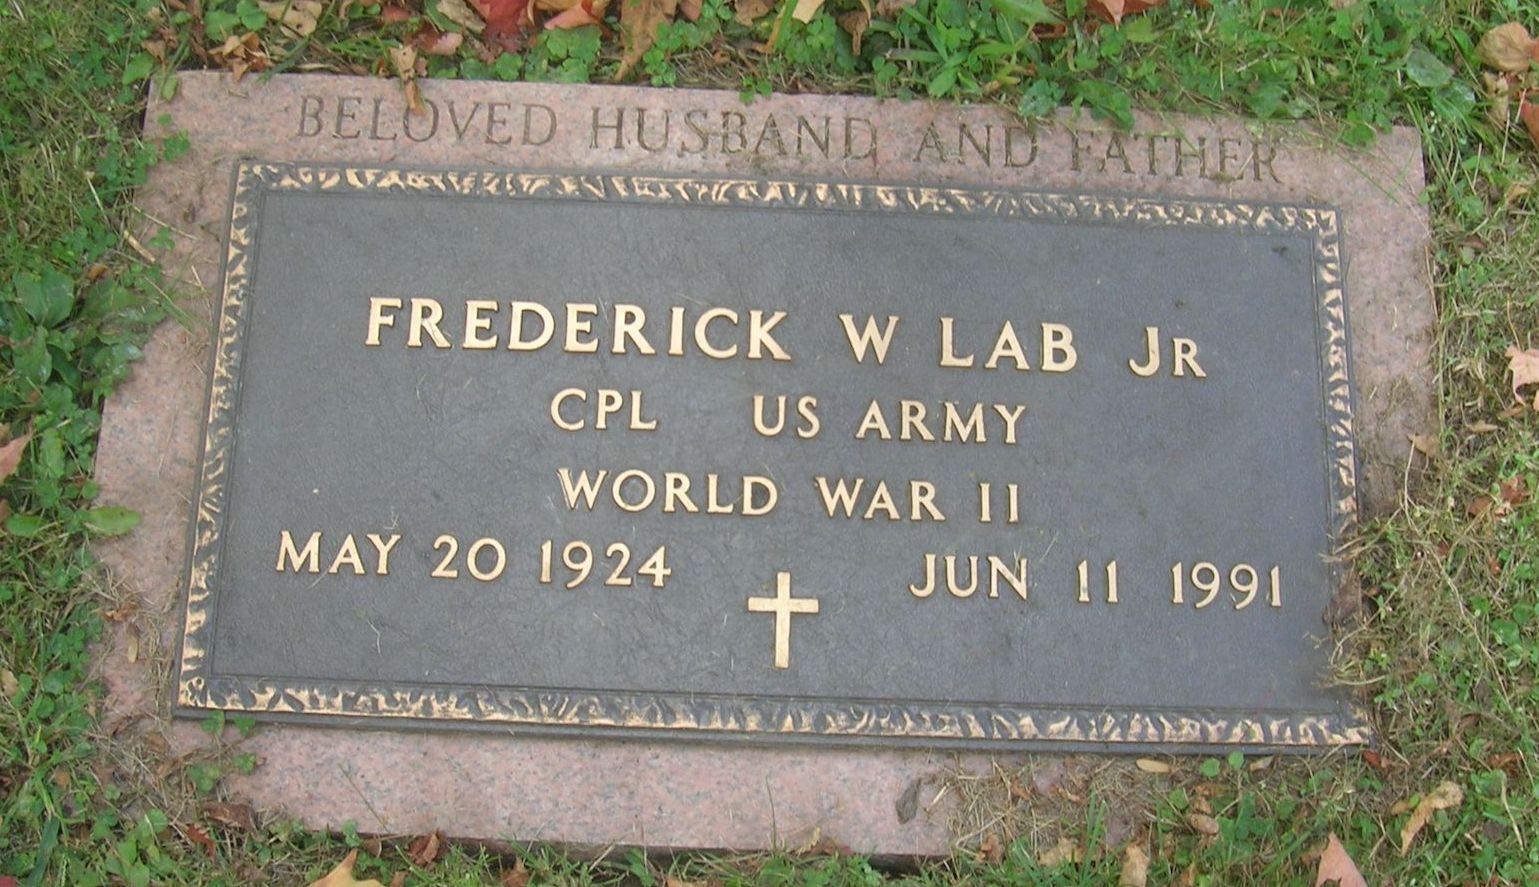 BELOVED HUSBAND AND FATHER
FREDERICK W LAB JR
CPL US ARMY
WORLD WAR II
MAY 20 1924 JUN 11 1991